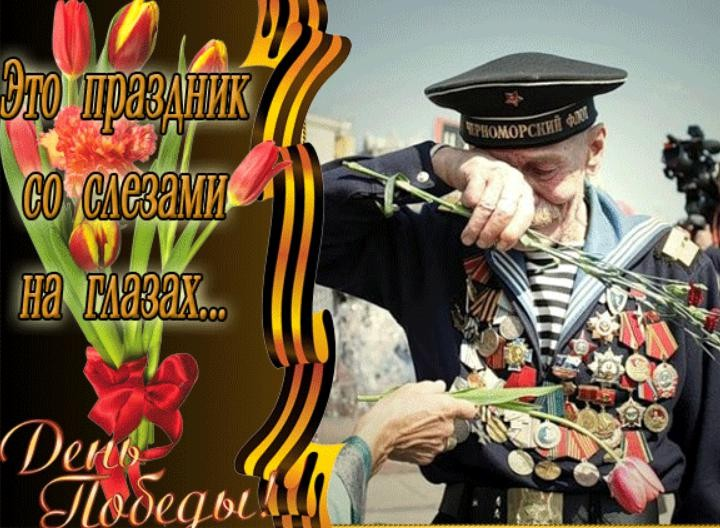 Это праздник
со слезами
на глазах...
День
Победы!
ЧЕРНОМОРСКИЙ ФЛОТ